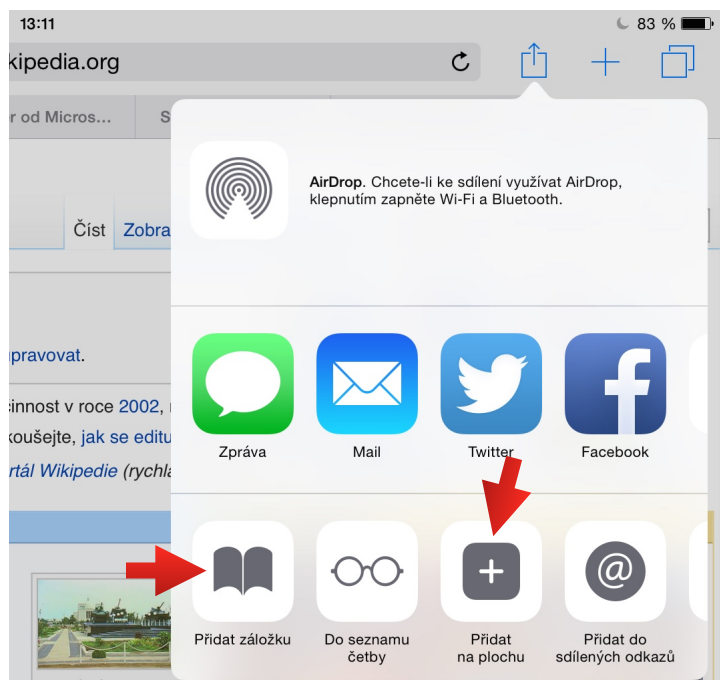 13:11
83 %
kipedia.org
r od Micros...
S
AirDrop. Chcete-li ke sdílení využívat AirDrop,
klepnutím zapněte Wi-Fi a Bluetooth.
Číst Zobra
pravovat.
činnost v roce 2002,
koušejte, jak se editu
rtál Wikipedie (rychla
Zpráva
Mail
Twitter
Facebook
Přidat záložku
Do seznamu
četby
Přidat
na plochu
Přidat do
sdílených odkazů